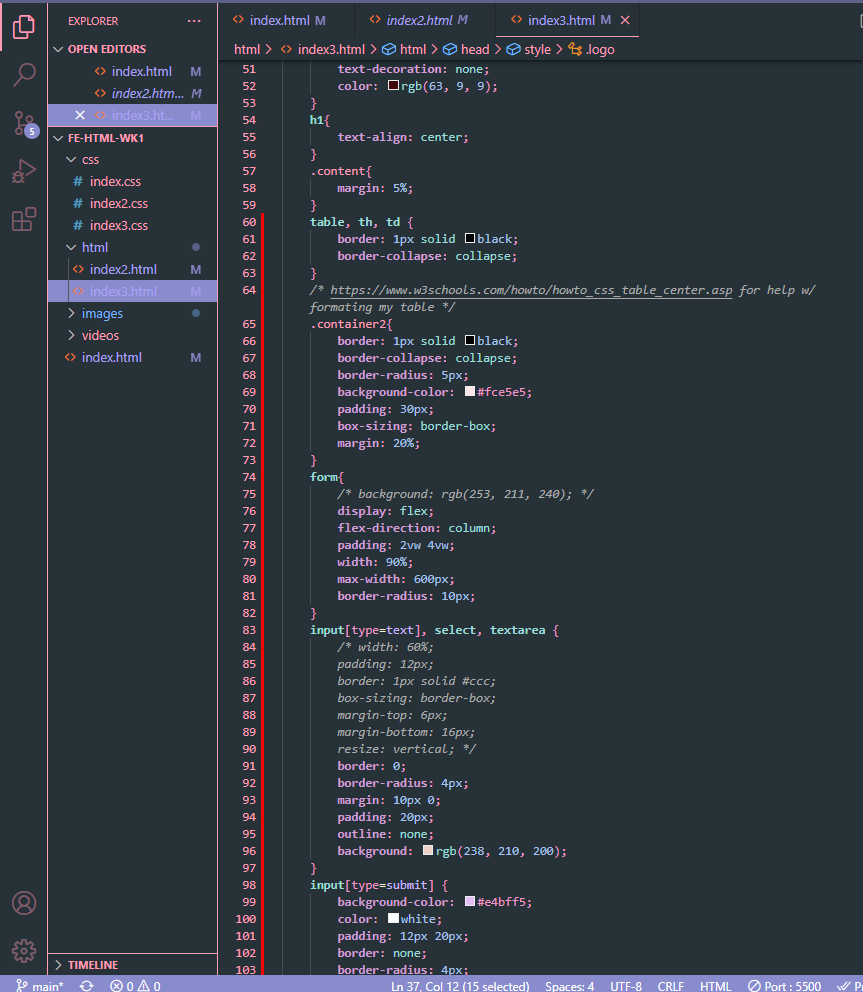 EXPLORER ...
OPEN EDITORS
index.html M
index2.htm... M
index3.ht... M
FE-HTML-WK1
css
# index.css
# index2.css
# index3.css
html
index2.html M
index3.html M
images
videos
index.html M
TIMELINE
5
index.html M
index2.html M
index3.html M
html > index3.html > html > head > style > .logo
51 text-decoration: none;
52 color: rgb(63, 9, 9);
53 }
54 h1{
55 text-align: center;
56 }
57 .content{
58 margin: 5%;
59 }
60 table, th, td {
61 border: 1px solid black;
62 border-collapse: collapse;
63 }
64 /* https://www.w3schools.com/howto/howto_css_table_center.asp for help w/
formating my table */
65 .container2{
66 border: 1px solid black;
67 border-collapse: collapse;
68 border-radius: 5px;
69 background-color: #fce5e5;
70 padding: 30px;
71 box-sizing: border-box;
72 margin: 20%;
73 }
74 form{
75 /* background: rgb(253, 211, 240); */
76 display: flex;
77 flex-direction: column;
78 padding: 2vw 4vw;
79 width: 90%;
80 max-width: 600px;
81 border-radius: 10px;
82 }
83 input[type=text], select, textarea {
84 /* width: 60%;
85 padding: 12px;
86 border: 1px solid #ccc;
87 box-sizing: border-box;
88 margin-top: 6px;
89 margin-bottom: 16px;
90 resize: vertical; */
91 border: 0;
92 border-radius: 4px;
93 margin: 10px 0;
94 padding: 20px;
95 outline: none;
96 background: rgb(238, 210, 200);
97 }
98 input[type=submit] {
99 background-color: #e4bff5;
100 color: white;
101 padding: 12px 20px;
102 border: none;
103 border-radius: 4px;
main* 0 0 Ln 37, Col 12 (15 selected) Spaces: 4 UTF-8 CRLF HTML Port : 5500